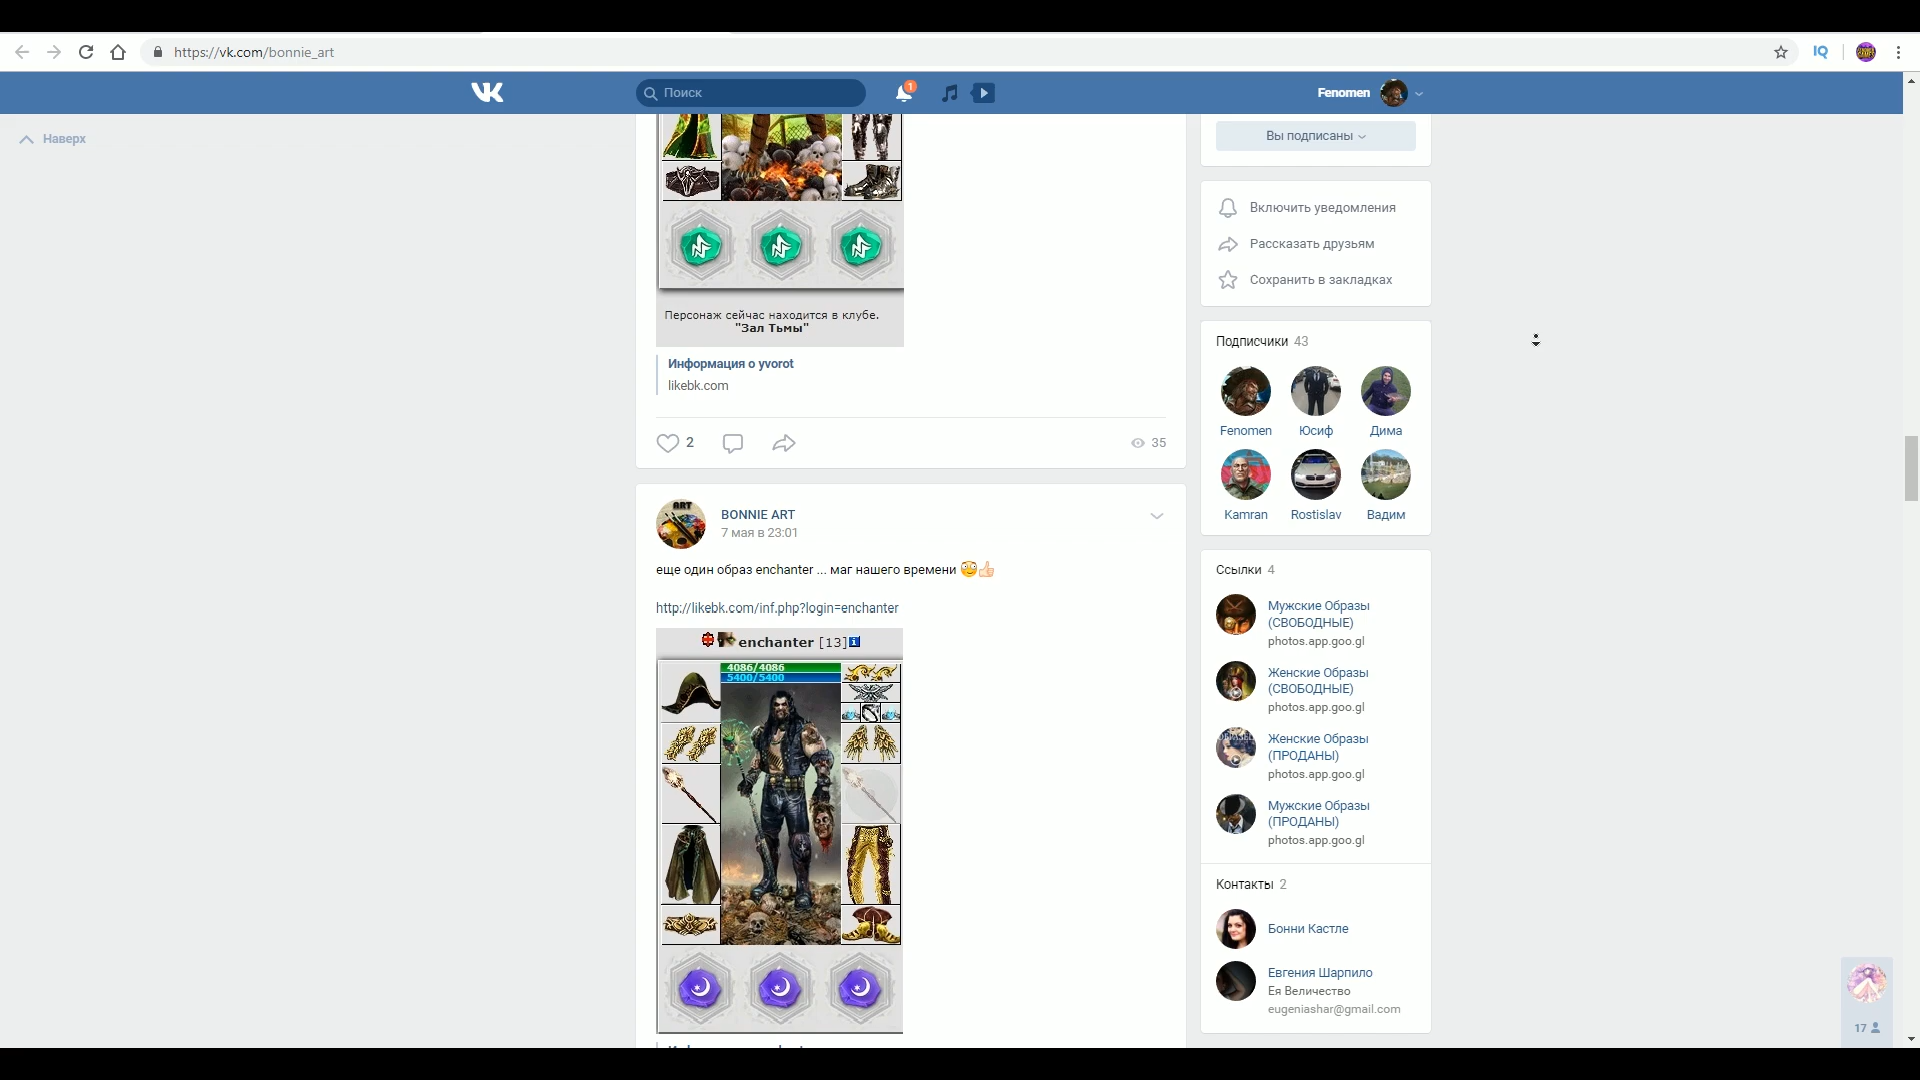 https://vk.com/bonnie_art
IQ
Поиск
1
Fenomen
Наверх
Персонаж сейчас находится в клубе.
"Зал Тьмы"
Информация о yvorot
likebk.com
2
35
BONNIE ART
7 мая в 23:01
еще один образ enchanter ... маг нашего времени
http://likebk.com/inf.php?login=enchanter
enchanter [13]
4086/4086
5400/5400
Вы подписаны
Включить уведомления
Рассказать друзьям
Сохранить в закладках
Подписчики 43
Fenomen
Юсиф
Дима
Kamran
Rostislav
Вадим
Ссылки 4
Мужские Образы
(СВОБОДНЫЕ)
photos.app.goo.gl
Женские Образы
(СВОБОДНЫЕ)
photos.app.goo.gl
Женские Образы
(ПРОДАНЫ)
photos.app.goo.gl
Мужские Образы
(ПРОДАНЫ)
photos.app.goo.gl
Контакты 2
Бонни Кастле
Евгения Шарпило
Ея Величество
eugeniashar@gmail.com
17